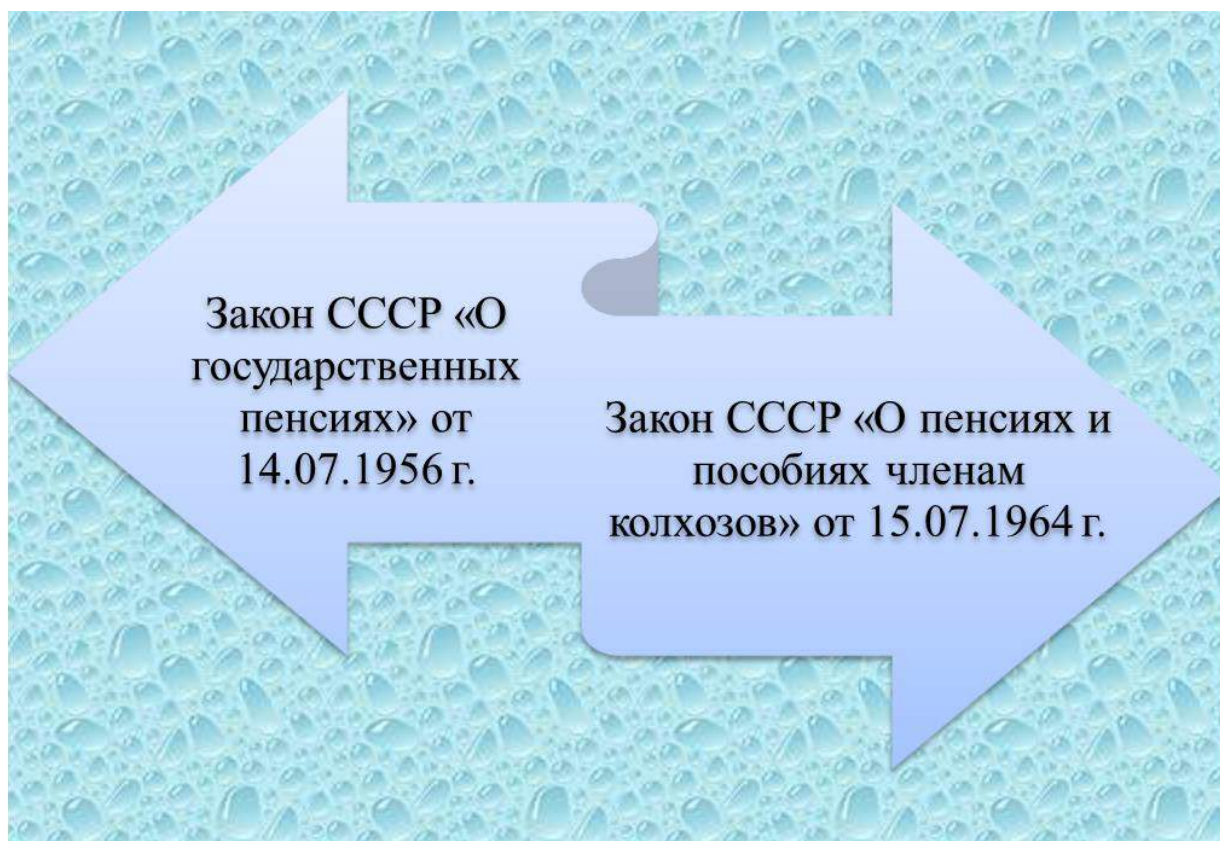 Закон СССР «О
государственных
пенсиях» от
14.07.1956 г.
Закон СССР «О пенсиях и
пособиях членам
колхозов» от 15.07.1964 г.